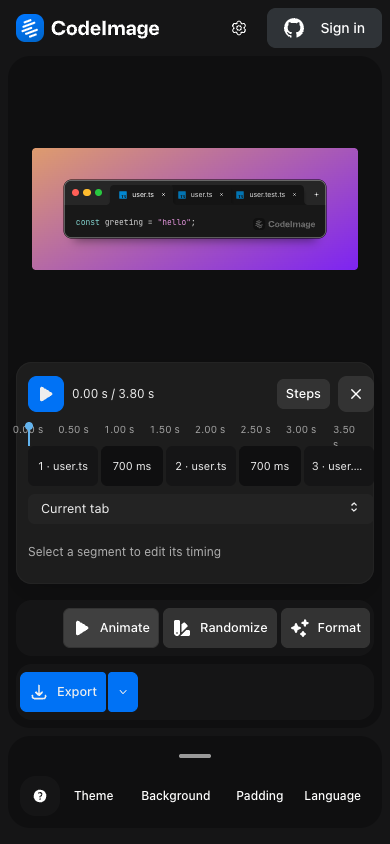 CodeImage
Sign in
user.ts × user.ts × user.test.ts × +
const greeting = "hello";
CodeImage
0.00 s / 3.80 s
Steps
0.00 s 0.50 s 1.00 s 1.50 s 2.00 s 2.50 s 3.00 s 3.50 s
1 · user.ts 700 ms 2 · user.ts 700 ms 3 · user....
Current tab
Select a segment to edit its timing
Animate Randomize Format
Export
Theme Background Padding Language